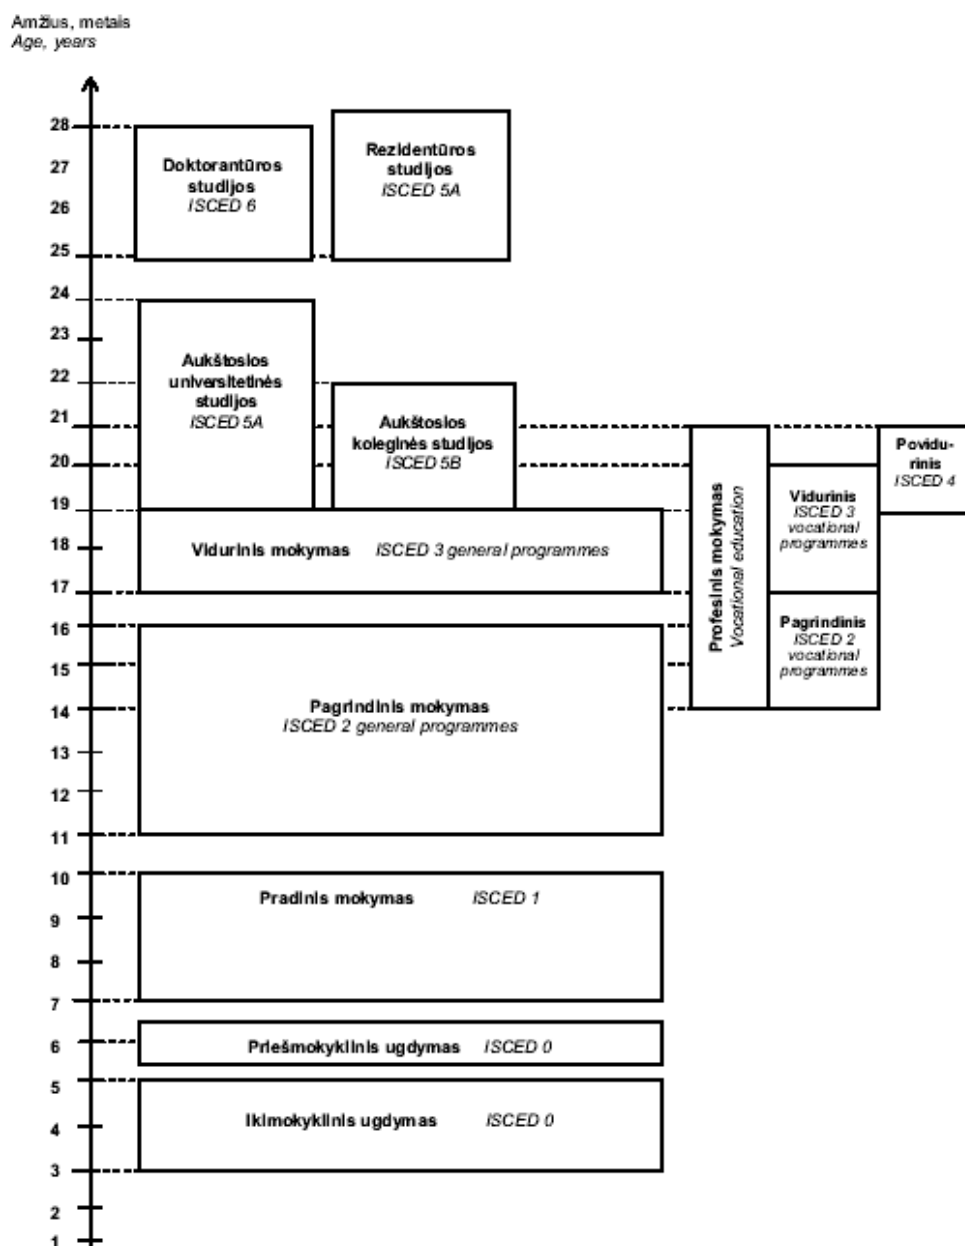 Amžius, metais
Age, years
28
27
26
25
24
23
22
21
20
19
18
17
16
15
14
13
12
11
10
9
8
7
6
5
4
3
2
1
Doktorantūros
studijos
ISCED 6
Rezidentūros
studijos
ISCED 5A
Aukštosios
universitetinės
studijos
ISCED 5A
Aukštosios
koleginės studijos
ISCED 5B
Vidurinis mokymas ISCED 3 general programmes
Profesinis mokymas
Vocational education
Vidurinis
ISCED 3
vocational
programmes
Povidu-
rinis
ISCED 4
Pagrindinis
ISCED 2
vocational
programmes
Pagrindinis mokymas
ISCED 2 general programmes
Pradinis mokymas ISCED 1
Priešmokyklinis ugdymas ISCED 0
Ikimokyklinis ugdymas ISCED 0